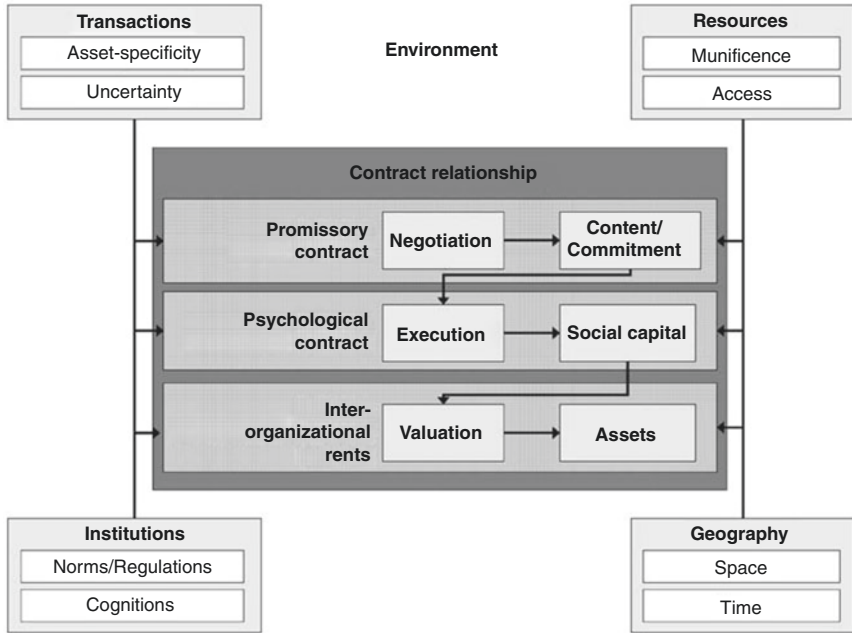 Transactions
Asset-specificity
Uncertainty
Environment
Resources
Munificence
Access
Contract relationship
Promissory
contract
Negotiation
Content/
Commitment
Psychological
contract
Execution
Social capital
Inter-
organizational
rents
Valuation
Assets
Institutions
Norms/Regulations
Cognitions
Geography
Space
Time